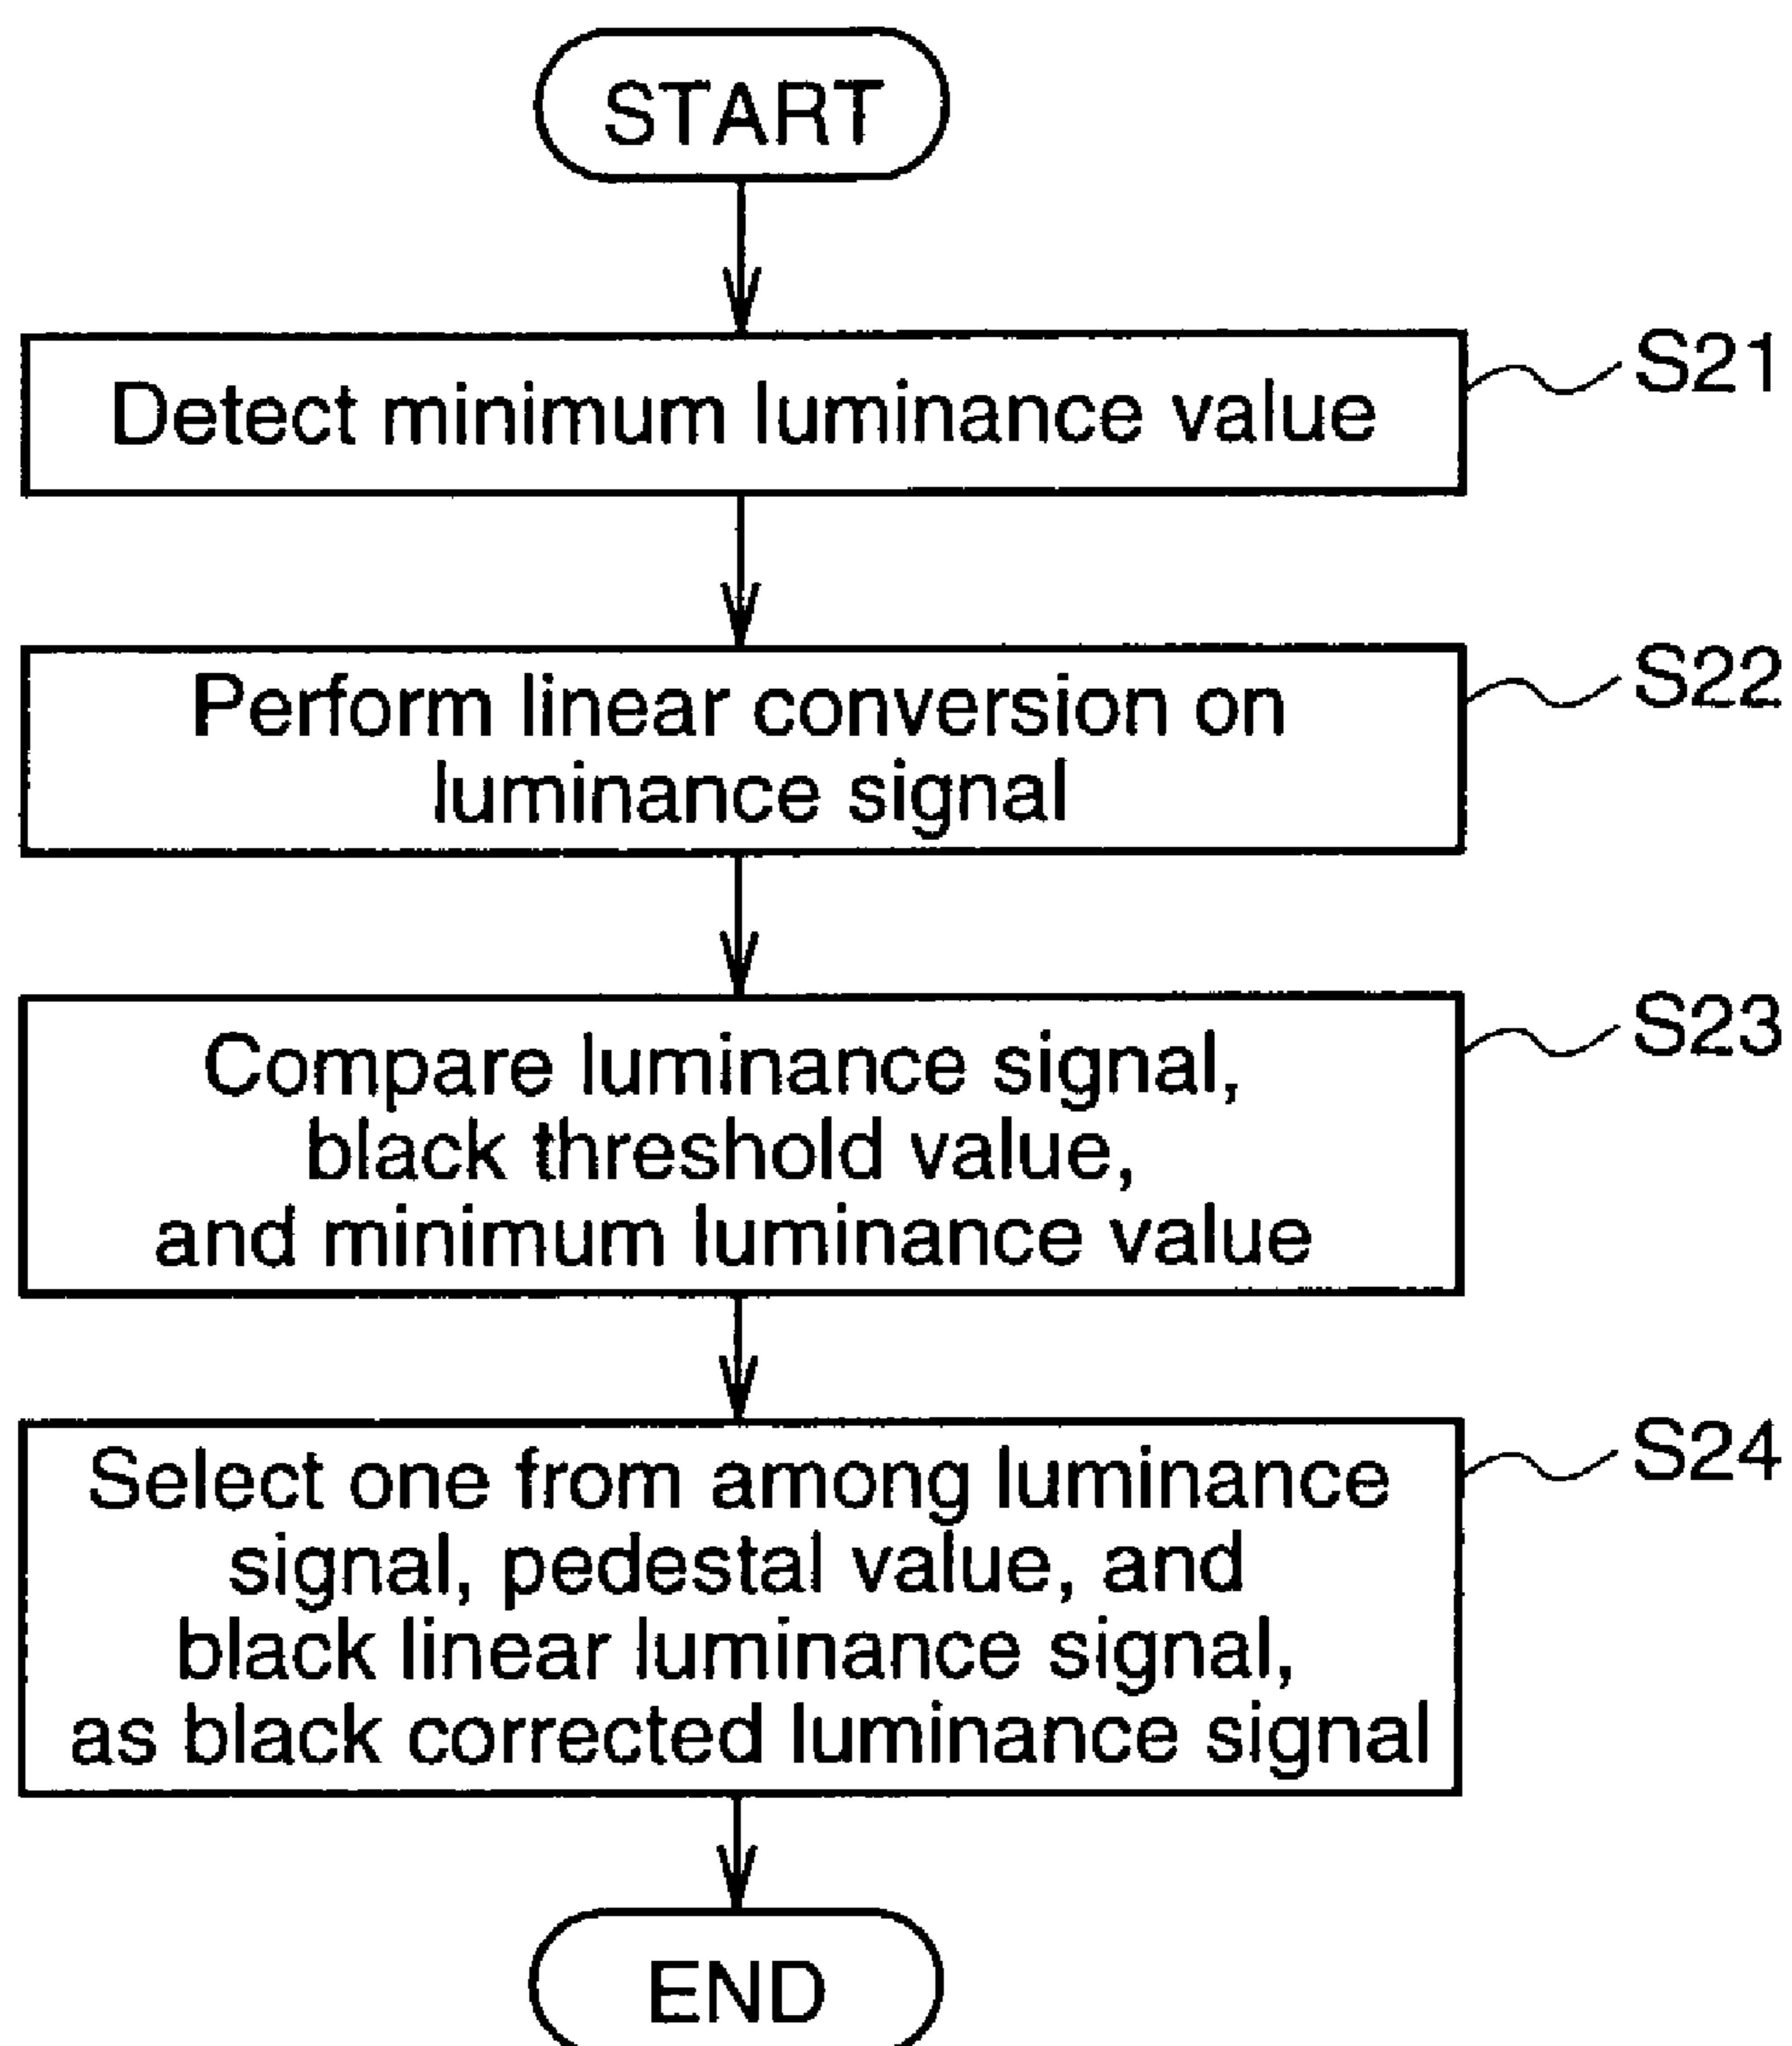 START
Detect minimum luminance value
S21
Perform linear conversion on
luminance signal
S22
Compare luminance signal,
black threshold value,
and minimum luminance value
S23
Select one from among luminance
signal, pedestal value, and
black linear luminance signal,
as black corrected luminance signal
S24
END